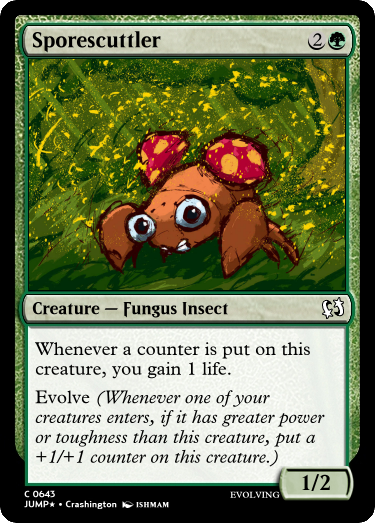 Sporescuttler 2
Creature — Fungus Insect
Whenever a counter is put on this
creature, you gain 1 life.
Evolve (Whenever one of your
creatures enters, if it has greater power
or toughness than this creature, put a
+1/+1 counter on this creature.)
1/2
C 0643
JUMP★ • Crashington ISHMAM
EVOLVING